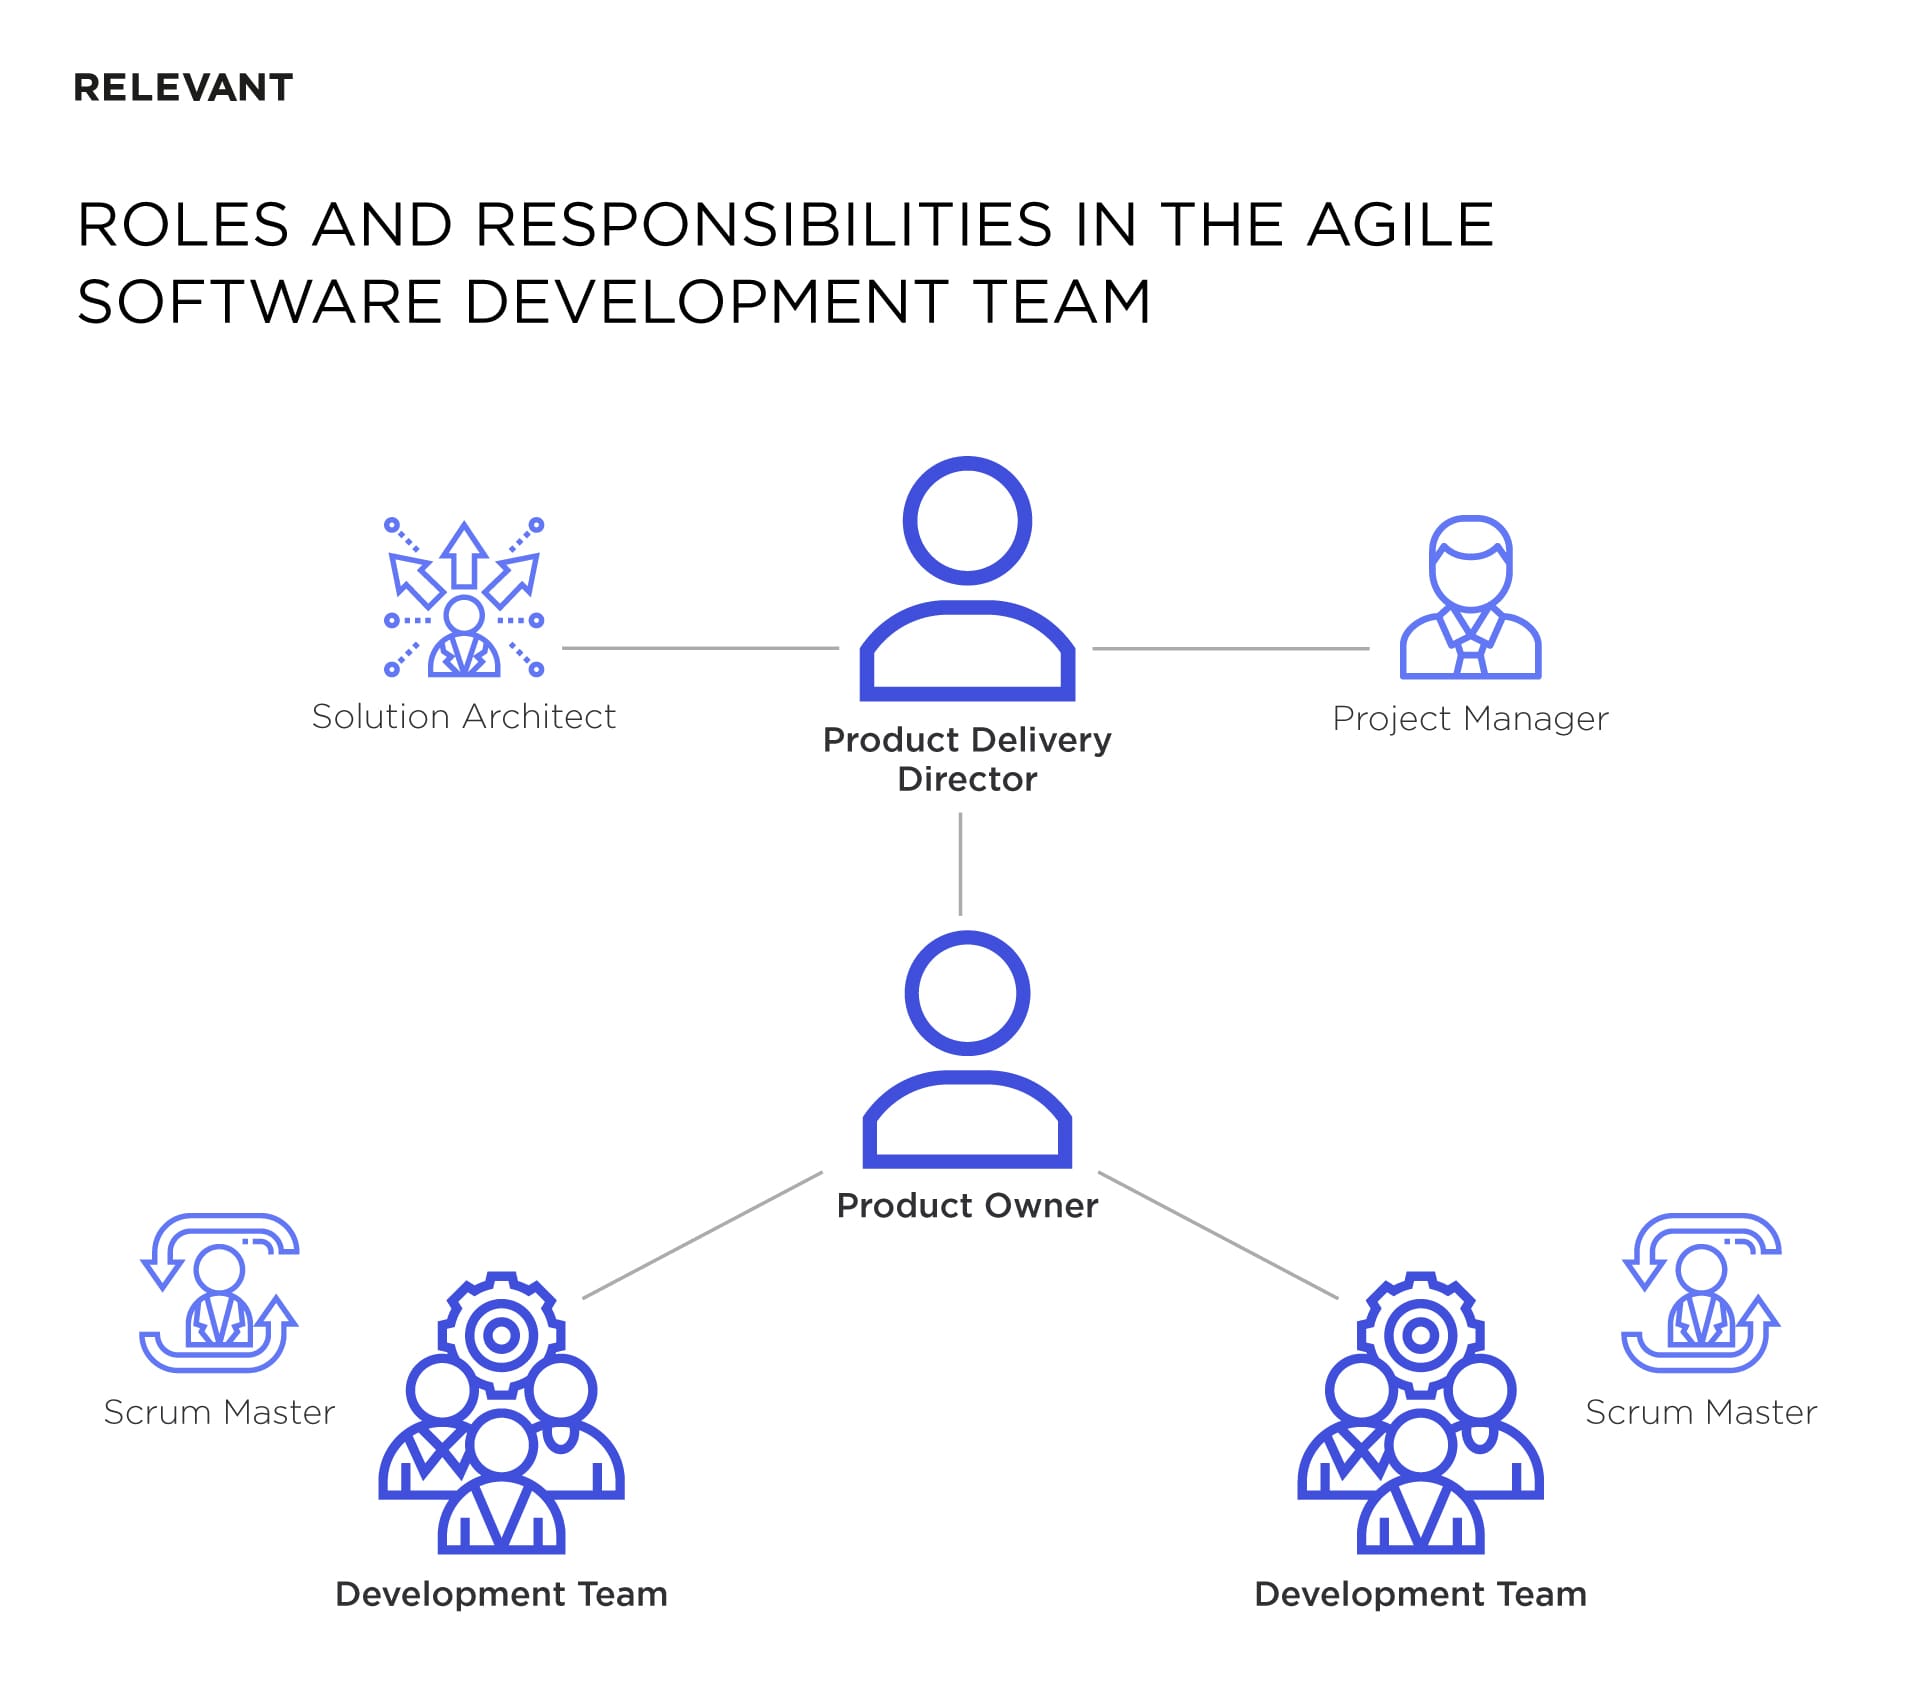 RELEVANT
ROLES AND RESPONSIBILITIES IN THE AGILE
SOFTWARE DEVELOPMENT TEAM
Solution Architect
Product Delivery
Director
Project Manager
Product Owner
Scrum Master
Development Team
Development Team
Scrum Master